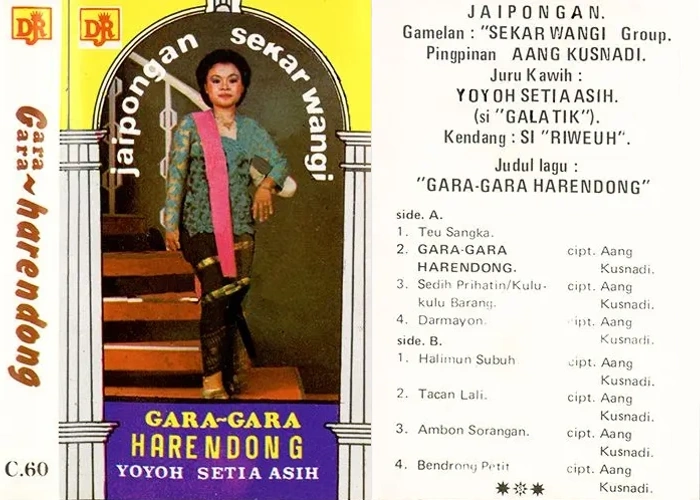 DR
Gara
Gara ~ harendong
C.60
DR
jaipongan sekar wangi
GARA~GARA
HARENDONG
YOYOH SETIA ASIH
JAIPONGAN.
Gamelan : "SEKAR WANGI Group.
Pingpinan AANG KUSNADI.
Juru Kawih :
YOYOH SETIA ASIH.
(si "GALATIK").
Kendang : SI "RIWEUH".
Judul lagu :
"GARA-GARA HARENDONG"
side. A.
1. Teu Sangka.
2. GARA-GARA cipt. Aang
HARENDONG. Kusnadi.
3. Sedih Prihatin/Kulu- cipt. Aang
kulu Barang. Kusnadi.
4. Darmayon. cipt. Aang
side. B. Kusnadi.
1. Halimun Subuh cipt. Aang
Kusnadi.
2. Tacan Lali. cipt. Aang
Kusnadi.
3. Ambon Sorangan. cipt. Aang
Kusnadi.
4. Bendrong Petit cipt. Aang
Kusnadi.